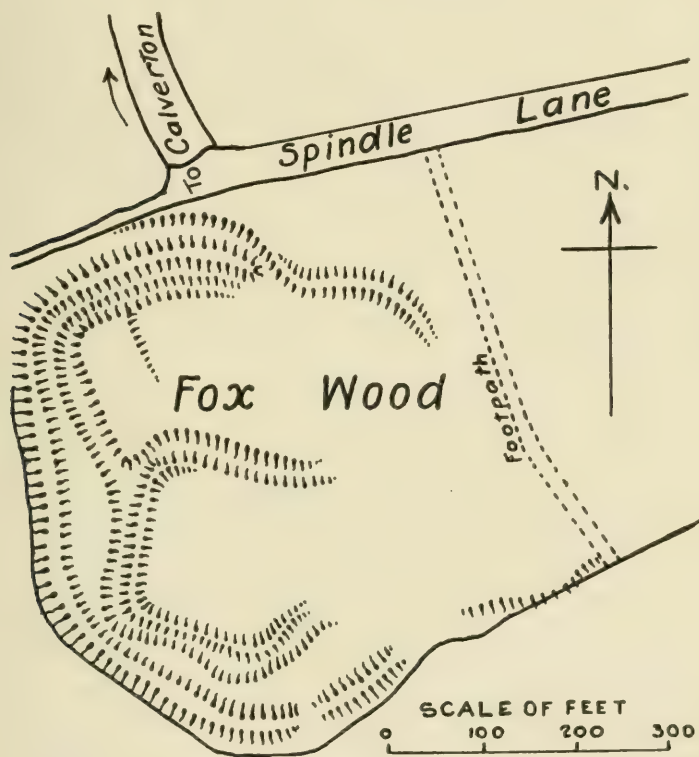 To Calverton
Spindle Lane
N.
Fox Wood
Footpath
SCALE OF FEET
0 100 200 300